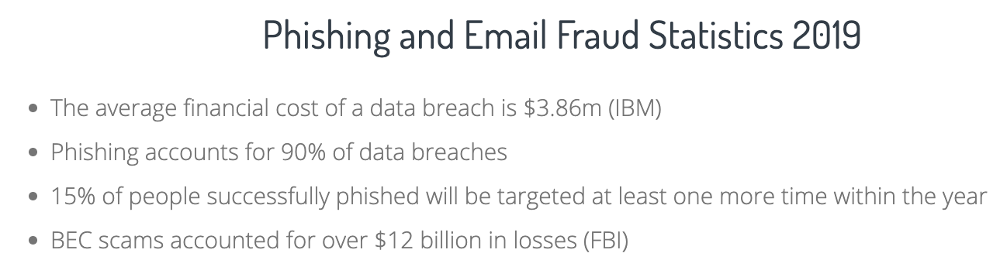 Phishing and Email Fraud Statistics 2019
• The average financial cost of a data breach is $3.86m (IBM)
• Phishing accounts for 90% of data breaches
• 15% of people successfully phished will be targeted at least one more time within the year
• BEC scams accounted for over $12 billion in losses (FBI)